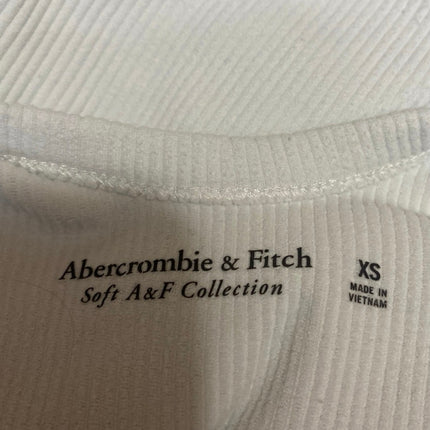 Abercrombie & Fitch
Soft A&F Collection
XS
MADE IN
VIETNAM